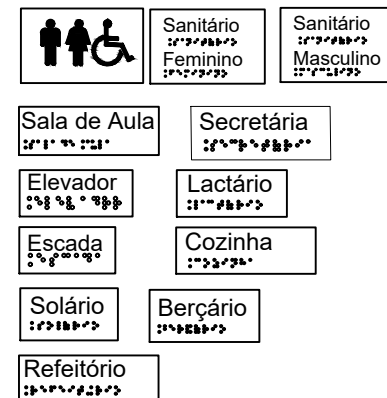 Sanitário
Feminino
Sanitário
Masculino
Sala de Aula
Secretária
Elevador
Lactário
Escada
Cozinha
Solário
Berçário
Refeitório